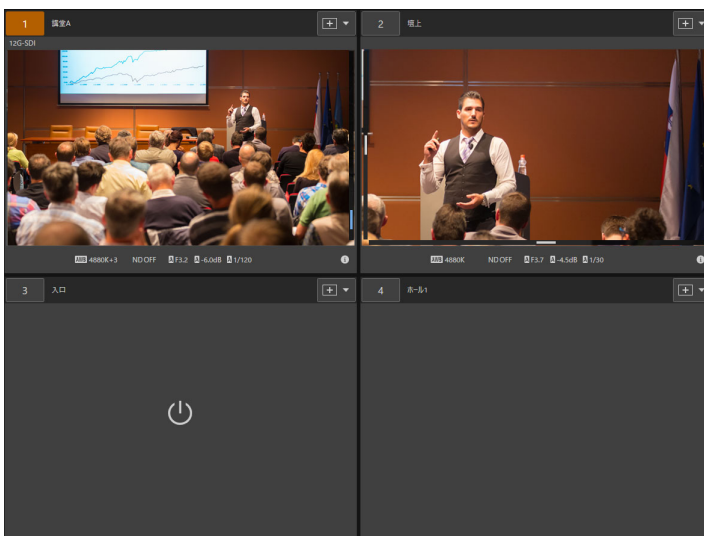 1 講堂A
2 壇上
12G-SDI
AWB 4880K+3 ND OFF A F3.2 A -6.0dB A 1/120
AWB 4880K ND OFF A F3.7 A -4.5dB A 1/30
3 入口
4 ホール1